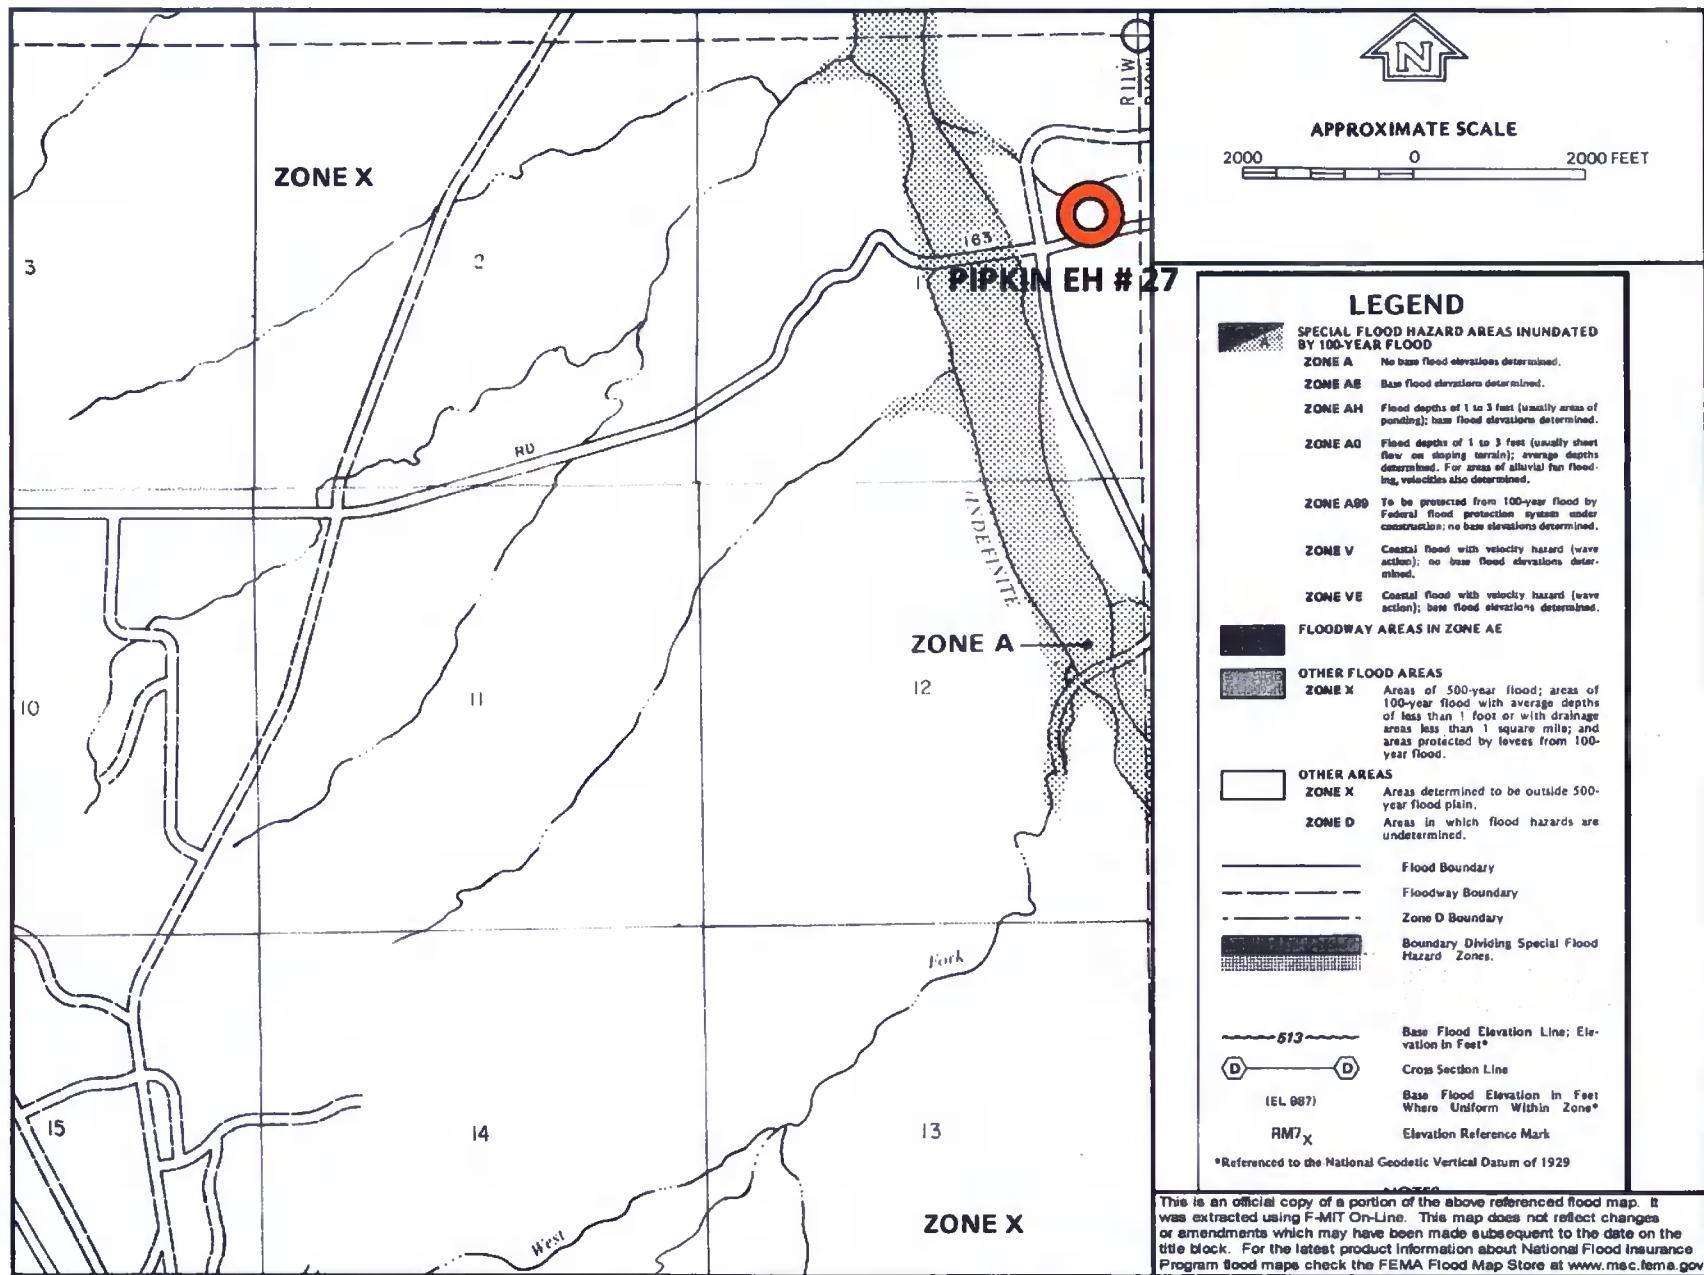 N
APPROXIMATE SCALE
2000 0 2000 FEET
R11W
ZONE X
3
2
1
163
PIPKIN EH # 27
RD
UNDEFINITE
ZONE A
10
11
12
Fork
15
14
13
West
ZONE X
LEGEND
SPECIAL FLOOD HAZARD AREAS INUNDATED
BY 100-YEAR FLOOD
A
ZONE A No base flood elevations determined.
ZONE AE Base flood elevations determined.
ZONE AH Flood depths of 1 to 3 feet (usually areas of
ponding); base flood elevations determined.
ZONE AO Flood depths of 1 to 3 feet (usually sheet
flow on sloping terrain); average depths
determined. For areas of alluvial fan flood-
ing, velocities also determined.
ZONE A99 To be protected from 100-year flood by
Federal flood protection system under
construction; no base elevations determined.
ZONE V Coastal flood with velocity hazard (wave
action); no base flood elevations deter-
mined.
ZONE VE Coastal flood with velocity hazard (wave
action); base flood elevations determined.
FLOODWAY AREAS IN ZONE AE
OTHER FLOOD AREAS
ZONE X Areas of 500-year flood; areas of
100-year flood with average depths
of less than 1 foot or with drainage
areas less than 1 square mile; and
areas protected by levees from 100-
year flood.
OTHER AREAS
ZONE X Areas determined to be outside 500-
year flood plain.
ZONE D Areas in which flood hazards are
undetermined.
Flood Boundary
Floodway Boundary
Zone D Boundary
Boundary Dividing Special Flood
Hazard Zones.
513 Base Flood Elevation Line; Ele-
vation in Feet*
D D Cross Section Line
(EL 987) Base Flood Elevation in Feet
Where Uniform Within Zone*
RM7X Elevation Reference Mark
*Referenced to the National Geodetic Vertical Datum of 1929
This is an official copy of a portion of the above referenced flood map. It
was extracted using F-MIT On-Line. This map does not reflect changes
or amendments which may have been made subsequent to the date on the
title block. For the latest product information about National Flood Insurance
Program flood maps check the FEMA Flood Map Store at www.msc.fema.gov